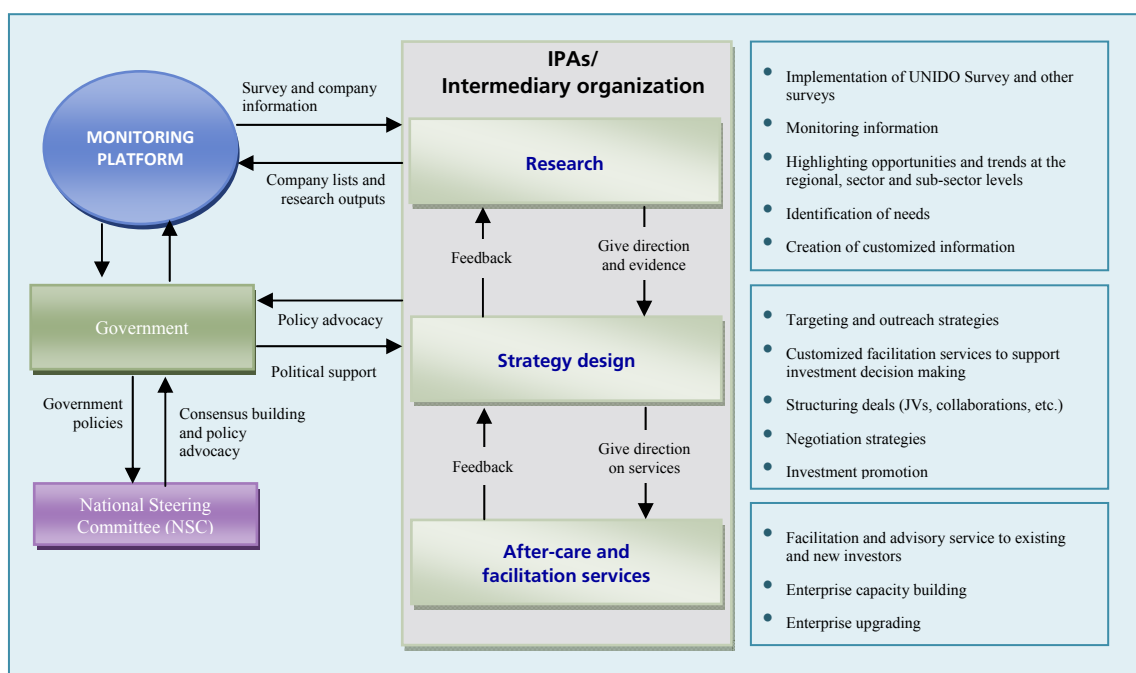 IPAs/
Intermediary organization
MONITORING
PLATFORM
Survey and company
information
Company lists and
research outputs
Research
Feedback
Give direction
and evidence
Government
Policy advocacy
Political support
Strategy design
Government
policies
Consensus building
and policy
advocacy
Feedback
Give direction
on services
National Steering
Committee (NSC)
After-care and
facilitation services
• Implementation of UNIDO Survey and other
surveys
• Monitoring information
• Highlighting opportunities and trends at the
regional, sector and sub-sector levels
• Identification of needs
• Creation of customized information
• Targeting and outreach strategies
• Customized facilitation services to support
investment decision making
• Structuring deals (JVs, collaborations, etc.)
• Negotiation strategies
• Investment promotion
• Facilitation and advisory service to existing
and new investors
• Enterprise capacity building
• Enterprise upgrading